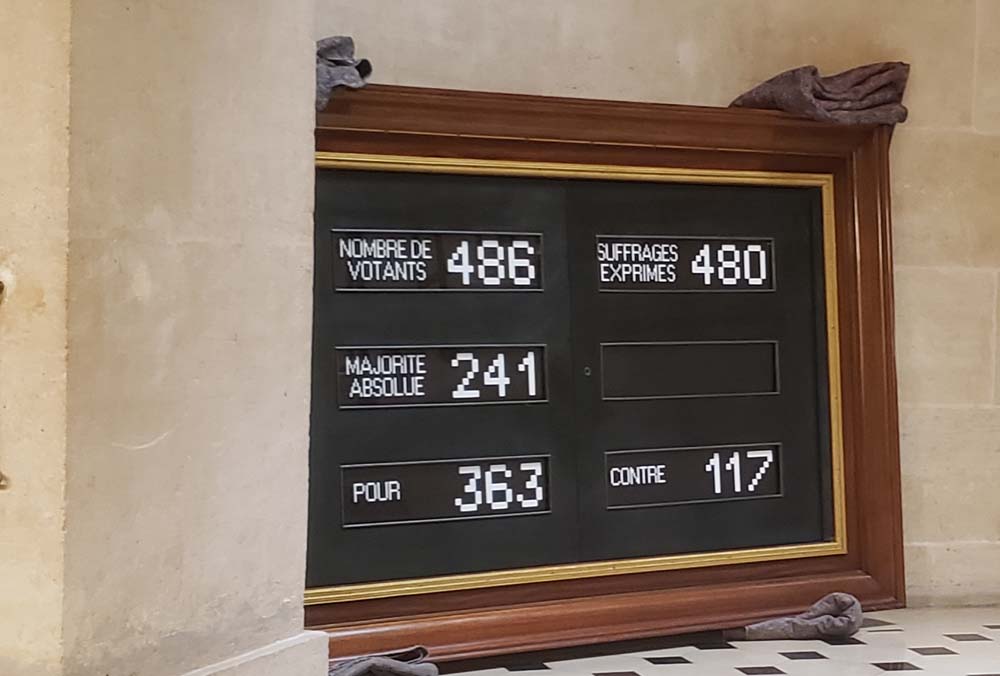 NOMBRE DE
VOTANTS 486
SUFFRAGES
EXPRIMES 480
MAJORITE
ABSOLUE 241
POUR 363
CONTRE 117